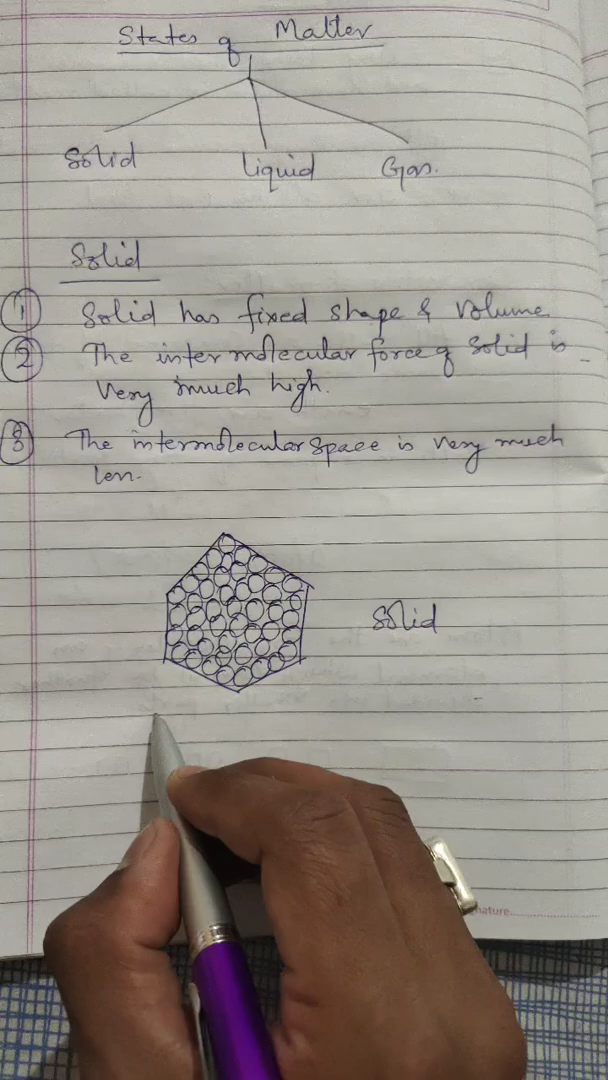 States of Matter
Solid Liquid Gas.
Solid
① Solid has fixed shape & volume
② The intermolecular force of Solid is
very much high.
③ The intermolecular space is very much
less.
Solid